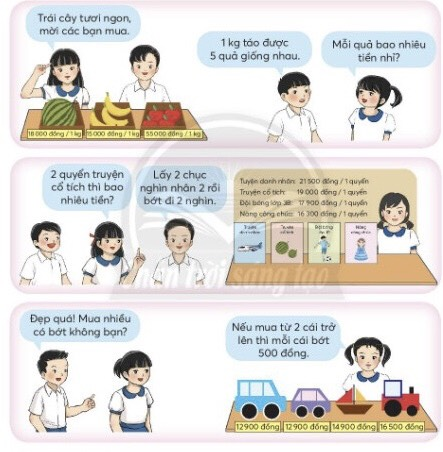 Trái cây tươi ngon,
mời các bạn mua.
1 kg táo được
5 quả giống nhau.
Mỗi quả bao nhiêu
tiền nhỉ?
18 000 đồng / 1 kg
15 000 đồng / 1 kg
55 000 đồng / 1 kg
2 quyển truyện
cổ tích thì bao
nhiêu tiền?
Lấy 2 chục
nghìn nhân 2 rồi
bớt đi 2 nghìn.
Truyện danh nhân: 21 500 đồng / 1 quyển
Truyện cổ tích: 19 000 đồng / 1 quyển
Đội bóng lớp 3B: 17 900 đồng / 1 quyển
Nàng công chúa: 16 300 đồng / 1 quyển
Đẹp quá! Mua nhiều
có bớt không bạn?
Nếu mua từ 2 cái trở
lên thì mỗi cái bớt
500 đồng.
12 900 đồng
12 900 đồng
14 900 đồng
16 500 đồng